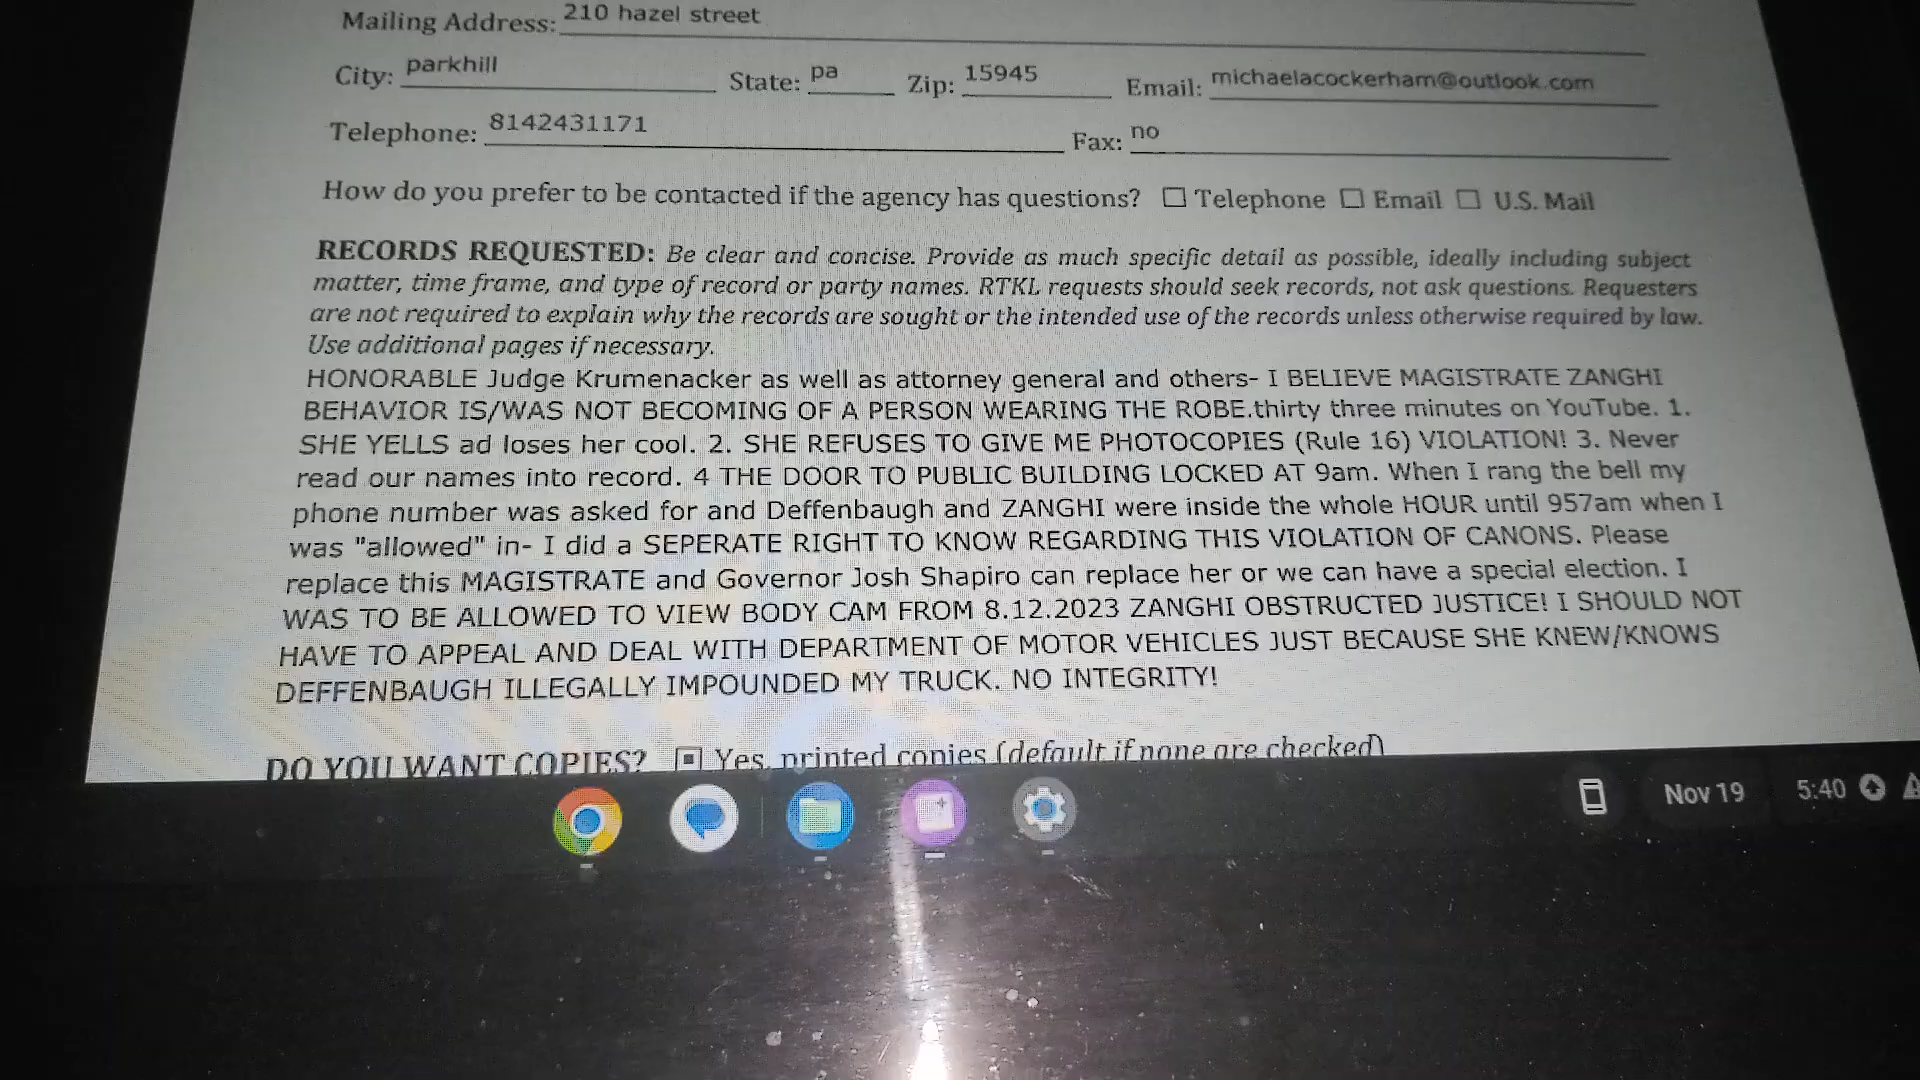 Mailing Address: 210 hazel street
City: parkhill State: pa Zip: 15945 Email: michaelacockerham@outlook.com
Telephone: 8142431171 Fax: no
How do you prefer to be contacted if the agency has questions? ☐ Telephone ☐ Email ☐ U.S. Mail
RECORDS REQUESTED: Be clear and concise. Provide as much specific detail as possible, ideally including subject
matter, time frame, and type of record or party names. RTKL requests should seek records, not ask questions. Requesters
are not required to explain why the records are sought or the intended use of the records unless otherwise required by law.
Use additional pages if necessary.
HONORABLE Judge Krumenacker as well as attorney general and others- I BELIEVE MAGISTRATE ZANGHI
BEHAVIOR IS/WAS NOT BECOMING OF A PERSON WEARING THE ROBE.thirty three minutes on YouTube. 1.
SHE YELLS ad loses her cool. 2. SHE REFUSES TO GIVE ME PHOTOCOPIES (Rule 16) VIOLATION! 3. Never
read our names into record. 4 THE DOOR TO PUBLIC BUILDING LOCKED AT 9am. When I rang the bell my
phone number was asked for and Deffenbaugh and ZANGHI were inside the whole HOUR until 957am when I
was "allowed" in- I did a SEPERATE RIGHT TO KNOW REGARDING THIS VIOLATION OF CANONS. Please
replace this MAGISTRATE and Governor Josh Shapiro can replace her or we can have a special election. I
WAS TO BE ALLOWED TO VIEW BODY CAM FROM 8.12.2023 ZANGHI OBSTRUCTED JUSTICE! I SHOULD NOT
HAVE TO APPEAL AND DEAL WITH DEPARTMENT OF MOTOR VEHICLES JUST BECAUSE SHE KNEW/KNOWS
DEFFENBAUGH ILLEGALLY IMPOUNDED MY TRUCK. NO INTEGRITY!
DO YOU WANT COPIES? Yes, printed copies (default if none are checked)
Nov 19 5:40